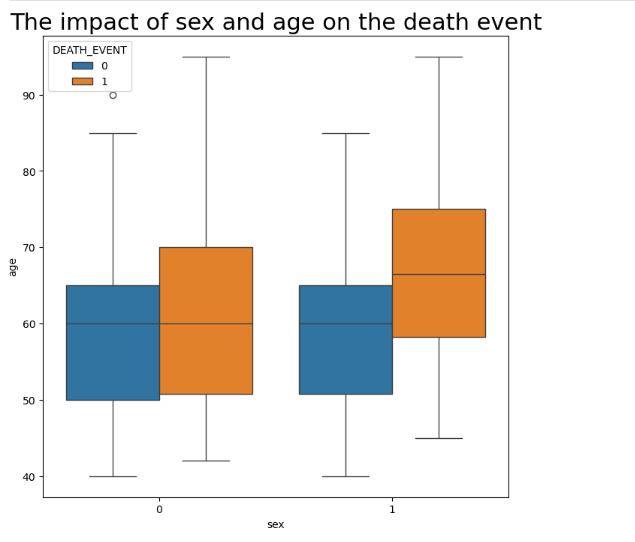 The impact of sex and age on the death event
DEATH_EVENT
0
1
90
80
70
60
50
40
age
0 1
sex